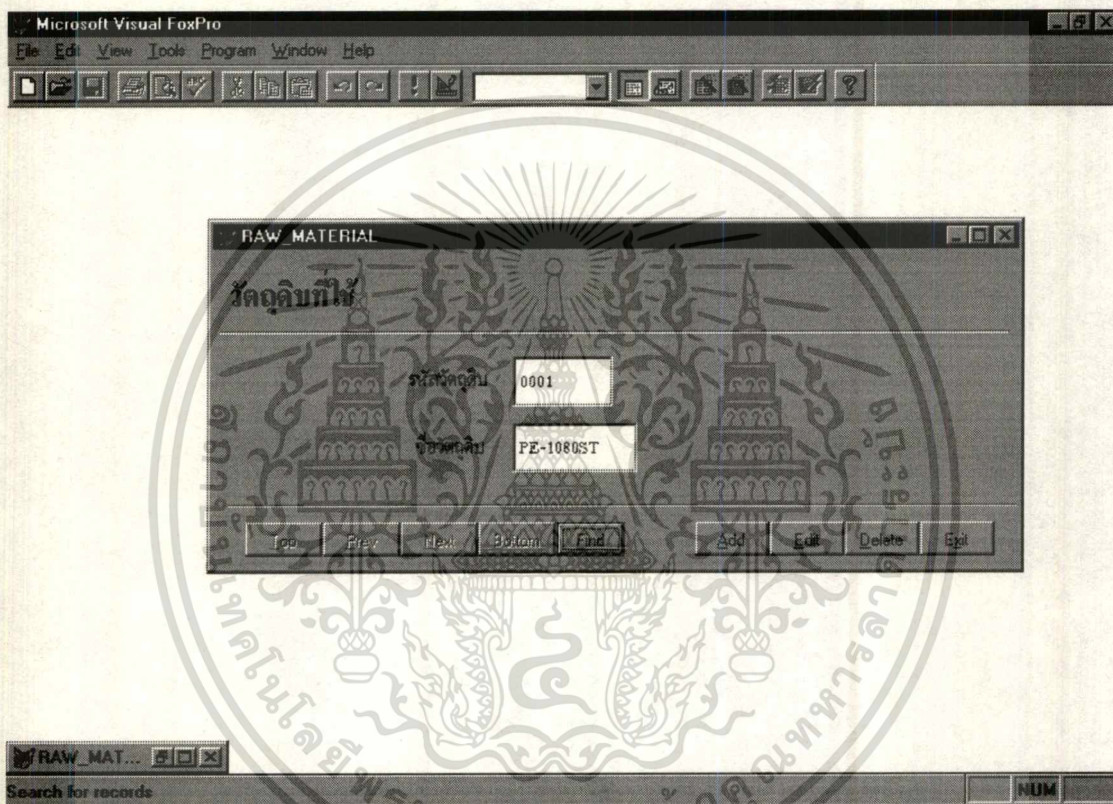 Microsoft Visual FoxPro
File Edit View Tools Program Window Help
RAW_MATERIAL
วัตถุดิบที่ใช้
รหัสวัตถุดิบ 0001
ชื่อวัตถุดิบ PE-1080ST
Top Prev Next Bottom Find Add Edit Delete Exit
RAW_MAT...
Search for records NUM